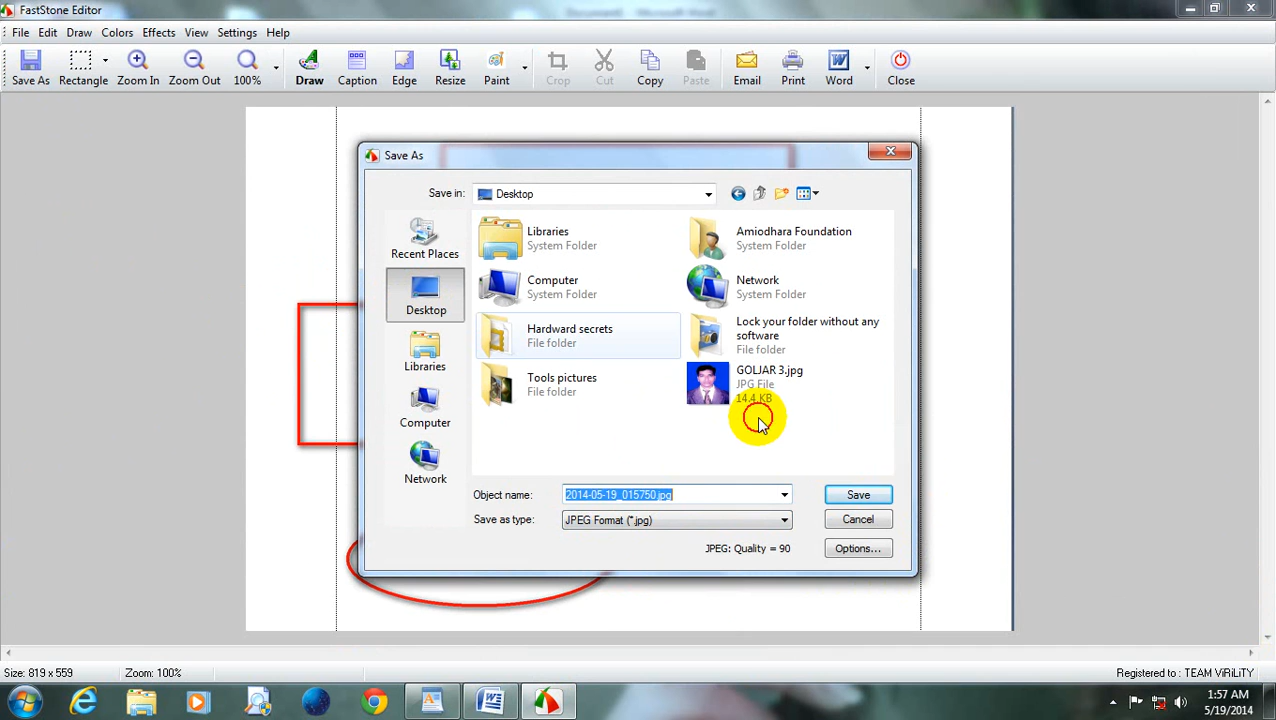 FastStone Editor
File Edit Draw Colors Effects View Settings Help
Save As Rectangle Zoom In Zoom Out 100% Draw Caption Edge Resize Paint Crop Cut Copy Paste Email Print Word Close
Save As
Save in: Desktop
Recent Places
Desktop
Libraries
Computer
Network
Libraries
System Folder
Amiodhara Foundation
System Folder
Computer
System Folder
Network
System Folder
Hardward secrets
File folder
Lock your folder without any
software
File folder
Tools pictures
File folder
GOLJAR 3.jpg
JPG File
14.4 KB
Object name: 2014-05-19_015750.jpg Save
Save as type: JPEG Format (*.jpg) Cancel
JPEG: Quality = 90 Options...
Size: 819 x 559 Zoom: 100% Registered to : TEAM ViRiLiTY
1:57 AM
5/19/2014